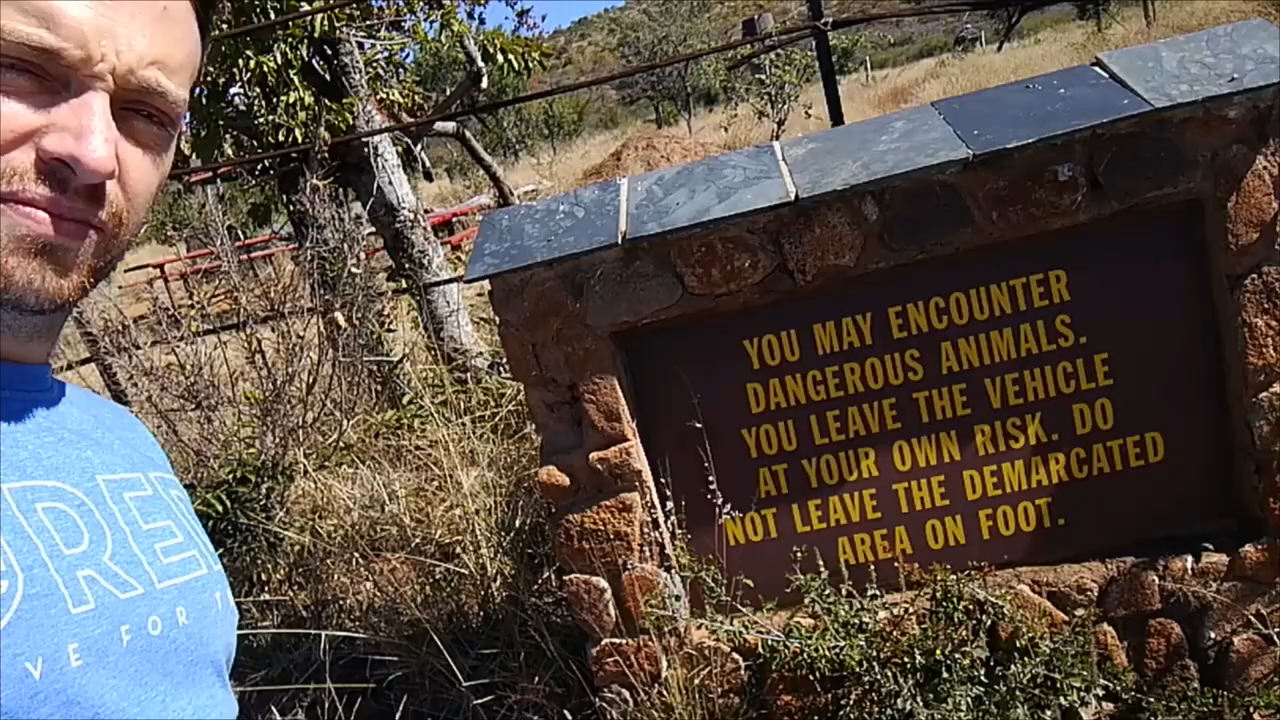 YOU MAY ENCOUNTER
DANGEROUS ANIMALS.
YOU LEAVE THE VEHICLE
AT YOUR OWN RISK. DO
NOT LEAVE THE DEMARCATED
AREA ON FOOT.
FOR